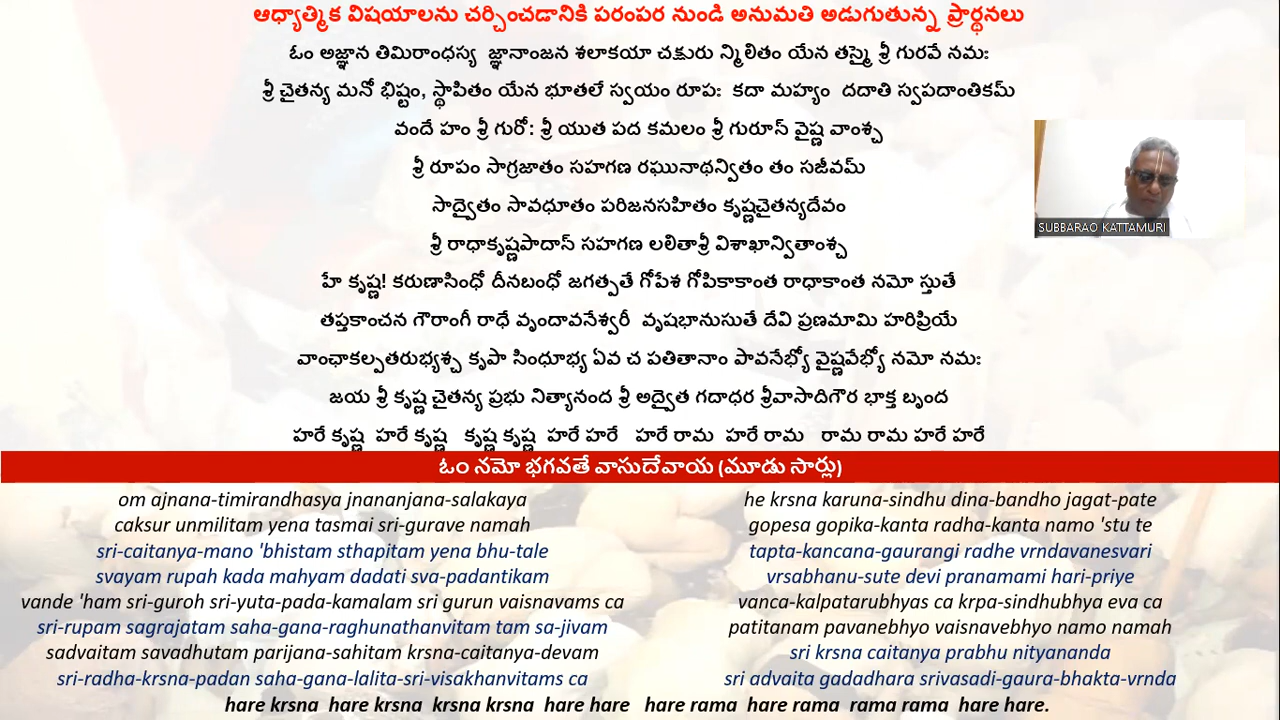 ఆధ్యాత్మిక విషయాలను చర్చించడానికి పరంపర నుండి అనుమతి అడుగుతున్న ప్రార్థనలు
ఓం అజ్ఞాన తిమిరాంధస్య జ్ఞానాంజన శలాకయా చక్షురు న్మిలితం యేన తస్మై శ్రీ గురవే నమః
శ్రీ చైతన్య మనో భిష్టం, స్థాపితం యేన భూతలే స్వయం రూపః కదా మహ్యం దదాతి స్వపదాంతికమ్
వందే హం శ్రీ గురో: శ్రీ యుత పద కమలం శ్రీ గురూస్ వైష్ణ వాంశ్చ
శ్రీ రూపం సాగ్రజాతం సహగణ రఘునాథన్వితం తం సజీవమ్
సాద్వైతం సావధూతం పరిజనసహితం కృష్ణచైతన్యదేవం
శ్రీ రాధాకృష్ణపాదాస్ సహగణ లలితాశ్రీ విశాఖాన్వితాంశ్చ
హే కృష్ణ! కరుణాసింధో దీనబంధో జగత్పతే గోపేశ గోపికాకాంత రాధాకాంత నమో స్తుతే
తప్తకాంచన గౌరాంగీ రాధే వృందావనేశ్వరీ వృషభానుసుతే దేవి ప్రణమామి హరిప్రియే
వాంఛాకల్పతరుభ్యశ్చ కృపా సింధూభ్య ఏవ చ పతితానాం పావనేభ్యో వైష్ణవేభ్యో నమో నమః
జయ శ్రీ కృష్ణ చైతన్య ప్రభు నిత్యానంద శ్రీ అద్వైత గదాధర శ్రీవాసాదిగౌర భాక్త బృంద
హరే కృష్ణ హరే కృష్ణ కృష్ణ కృష్ణ హరే హరే హరే రామ హరే రామ రామ రామ హరే హరే
SUBBARAO KATTAMURI
ఓం నమో భగవతే వాసుదేవాయ (మూడు సార్లు)
om ajnana-timirandhasya jnananjana-salakaya
caksur unmilitam yena tasmai sri-gurave namah
sri-caitanya-mano 'bhistam sthapitam yena bhu-tale
svayam rupah kada mahyam dadati sva-padantikam
vande 'ham sri-guroh sri-yuta-pada-kamalam sri gurun vaisnavams ca
sri-rupam sagrajatam saha-gana-raghunathanvitam tam sa-jivam
sadvaitam savadhutam parijana-sahitam krsna-caitanya-devam
sri-radha-krsna-padan saha-gana-lalita-sri-visakhanvitams ca
he krsna karuna-sindhu dina-bandho jagat-pate
gopesa gopika-kanta radha-kanta namo 'stu te
tapta-kancana-gaurangi radhe vrndavanesvari
vrsabhanu-sute devi pranamami hari-priye
vanca-kalpatarubhyas ca krpa-sindhubhya eva ca
patitanam pavanebhyo vaisnavebhyo namo namah
sri krsna caitanya prabhu nityananda
sri advaita gadadhara srivasadi-gaura-bhakta-vrnda
hare krsna hare krsna krsna krsna hare hare hare rama hare rama rama rama hare hare.